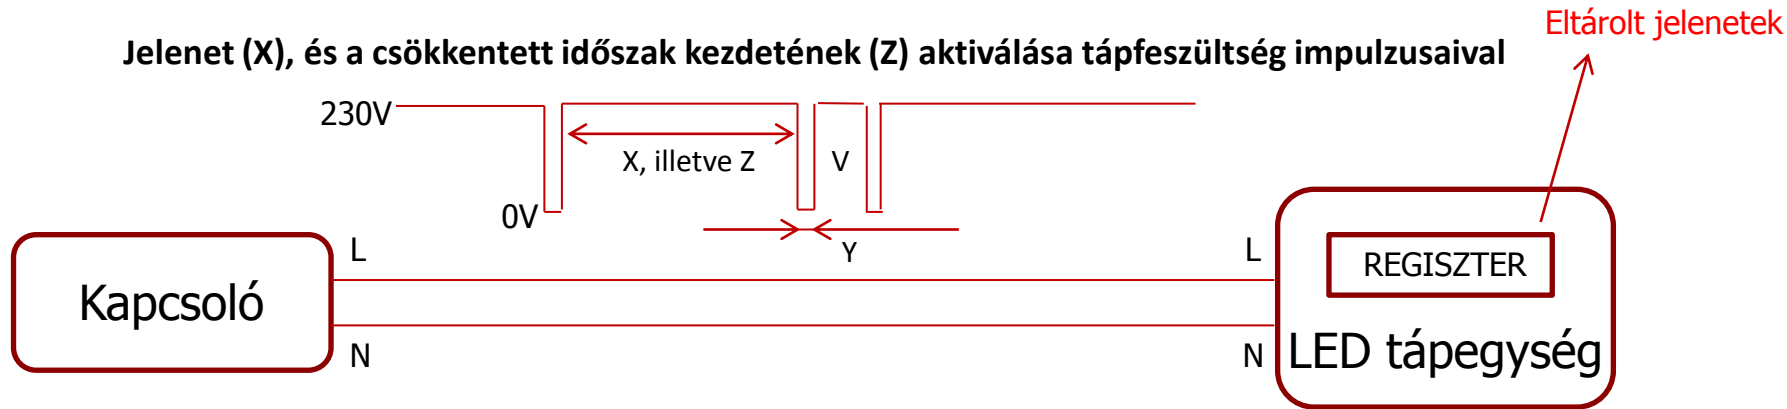 Eltárolt jelenetek
Jelenet (X), és a csökkentett időszak kezdetének (Z) aktiválása tápfeszültség impulzusaival
230V
X, illetve Z
V
0V
Y
L
L
REGISZTER
Kapcsoló
LED tápegység
N
N